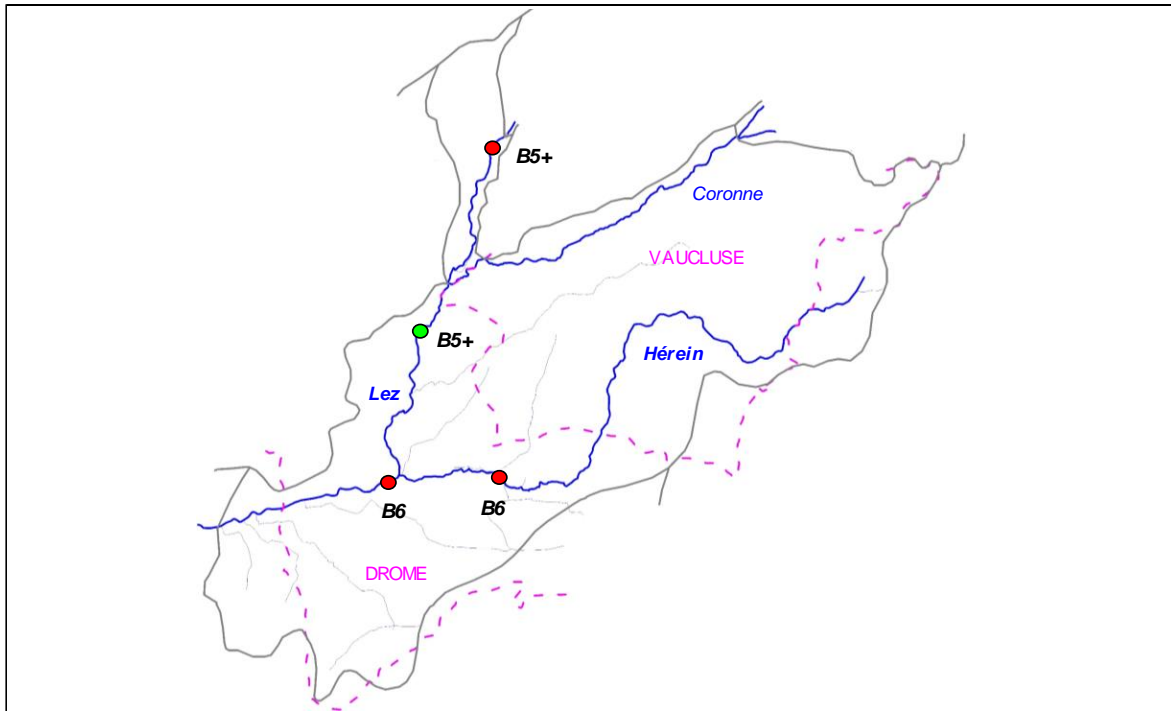 B5+
Coronne
VAUCLUSE
B5+
Hérein
Lez
B6
B6
DROME